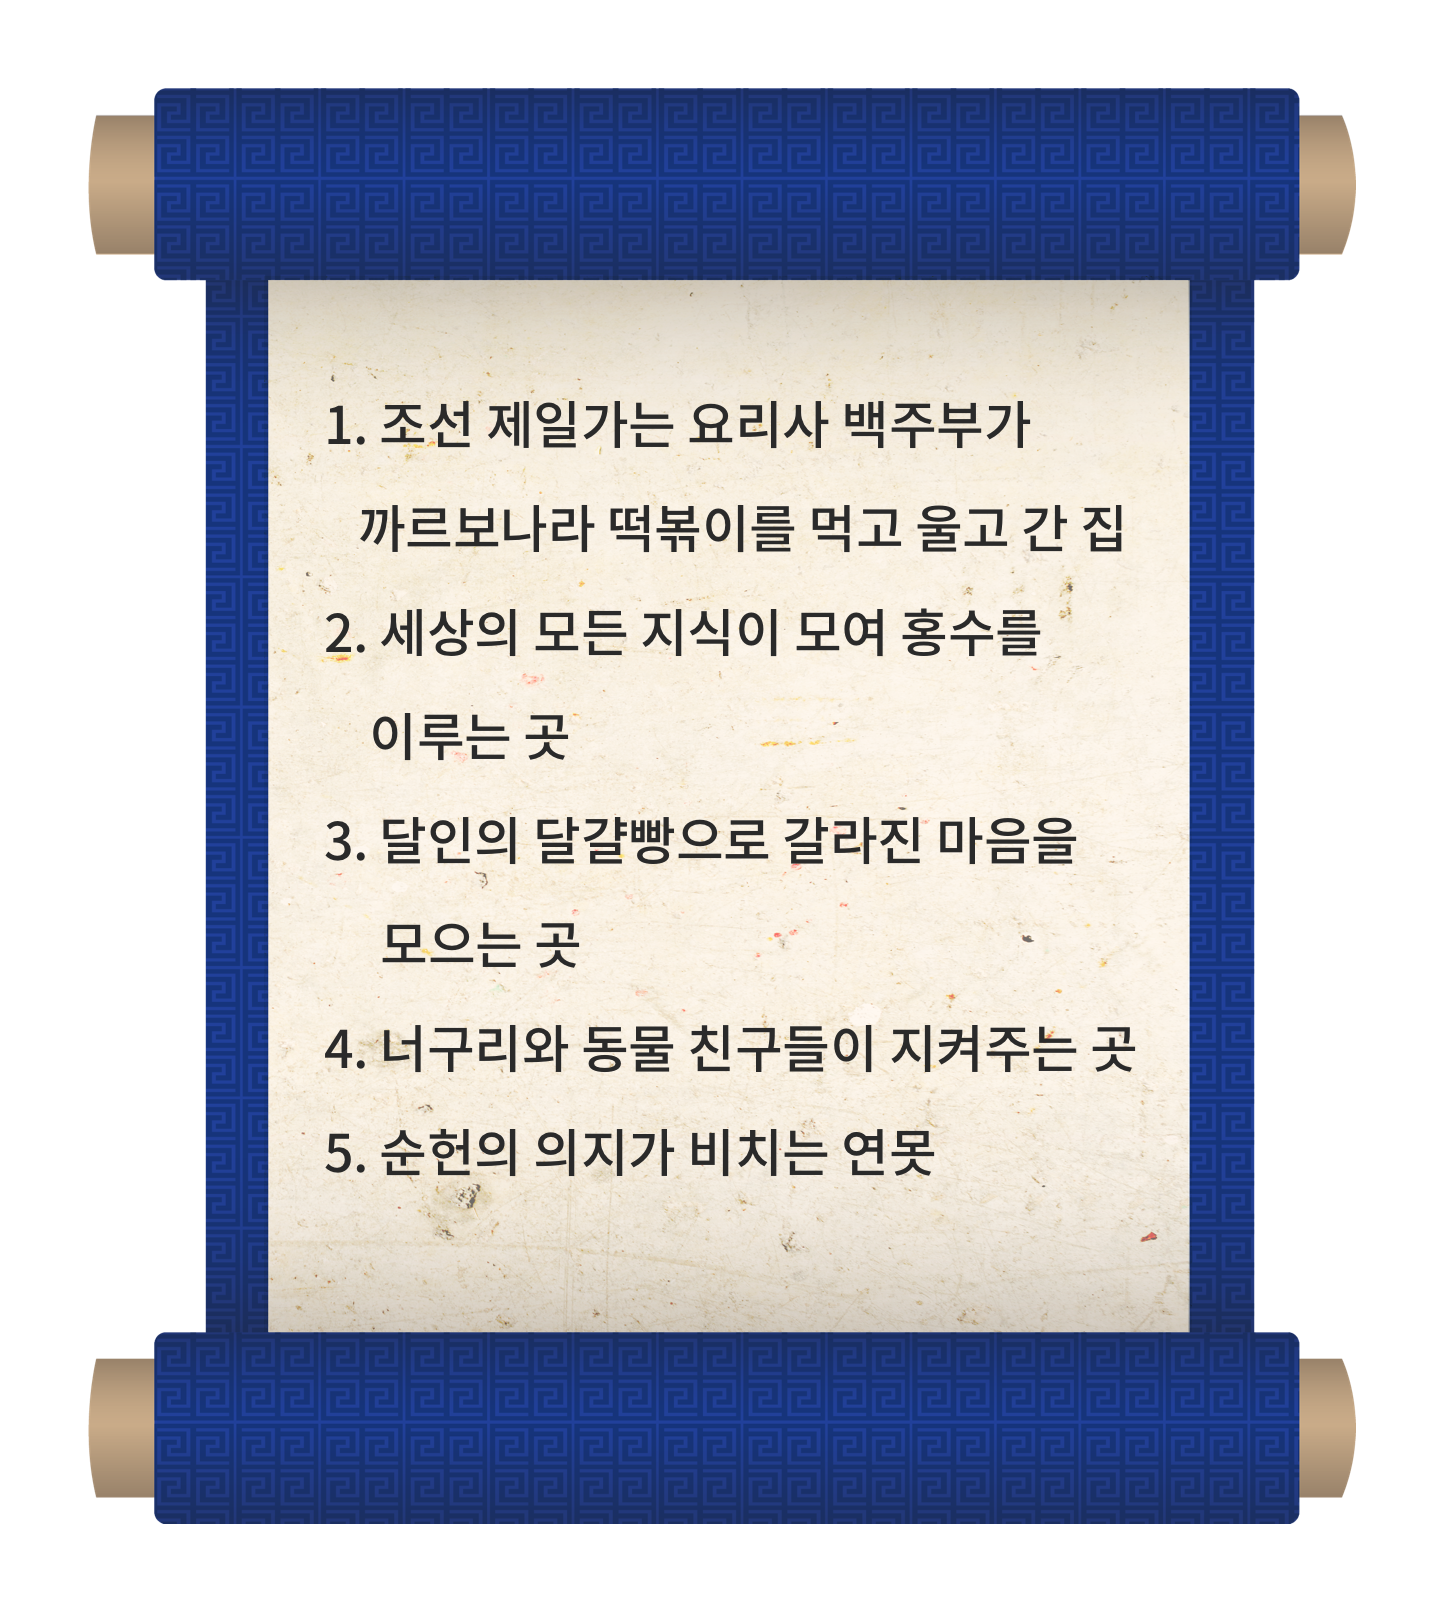 1. 조선 제일가는 요리사 백주부가
까르보나라 떡볶이를 먹고 울고 간 집
2. 세상의 모든 지식이 모여 홍수를
이루는 곳
3. 달인의 달걀빵으로 갈라진 마음을
모으는 곳
4. 너구리와 동물 친구들이 지켜주는 곳
5. 순헌의 의지가 비치는 연못